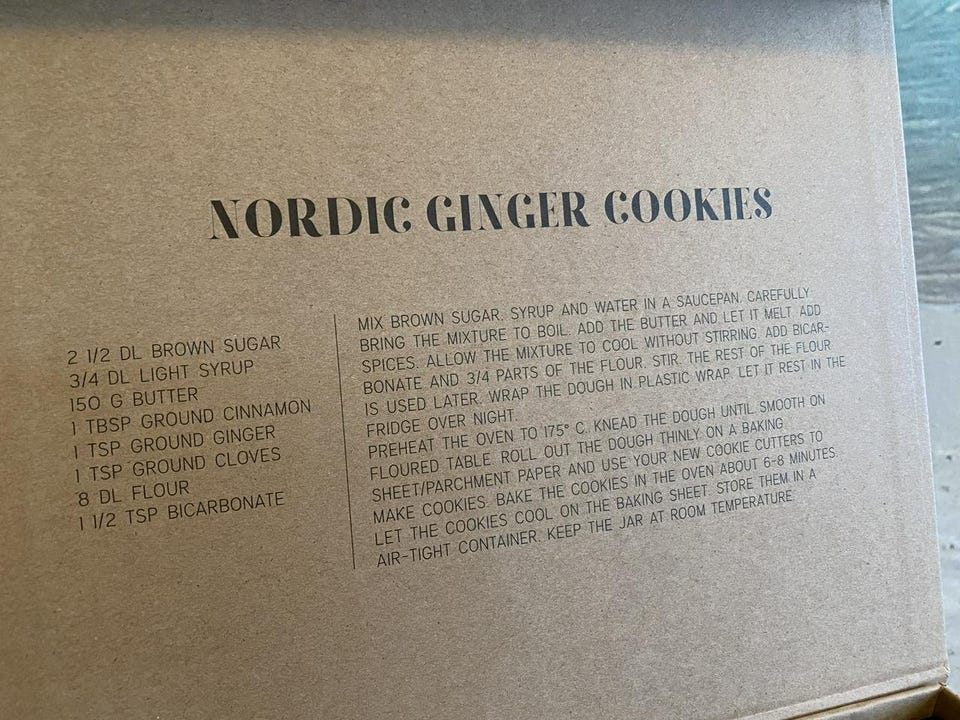 NORDIC GINGER COOKIES
2 1/2 DL BROWN SUGAR
3/4 DL LIGHT SYRUP
150 G BUTTER
1 TBSP GROUND CINNAMON
1 TSP GROUND GINGER
1 TSP GROUND CLOVES
8 DL FLOUR
1 1/2 TSP BICARBONATE
MIX BROWN SUGAR, SYRUP AND WATER IN A SAUCEPAN. CAREFULLY
BRING THE MIXTURE TO BOIL. ADD THE BUTTER AND LET IT MELT. ADD
SPICES. ALLOW THE MIXTURE TO COOL WITHOUT STIRRING. ADD BICAR-
BONATE AND 3/4 PARTS OF THE FLOUR. STIR. THE REST OF THE FLOUR
IS USED LATER. WRAP THE DOUGH IN PLASTIC WRAP. LET IT REST IN THE
FRIDGE OVER NIGHT.
PREHEAT THE OVEN TO 175° C. KNEAD THE DOUGH UNTIL SMOOTH ON
FLOURED TABLE. ROLL OUT THE DOUGH THINLY ON A BAKING
SHEET/PARCHMENT PAPER AND USE YOUR NEW COOKIE CUTTERS TO
MAKE COOKIES. BAKE THE COOKIES IN THE OVEN ABOUT 6-8 MINUTES.
LET THE COOKIES COOL ON THE BAKING SHEET. STORE THEM IN A
AIR-TIGHT CONTAINER. KEEP THE JAR AT ROOM TEMPERATURE.